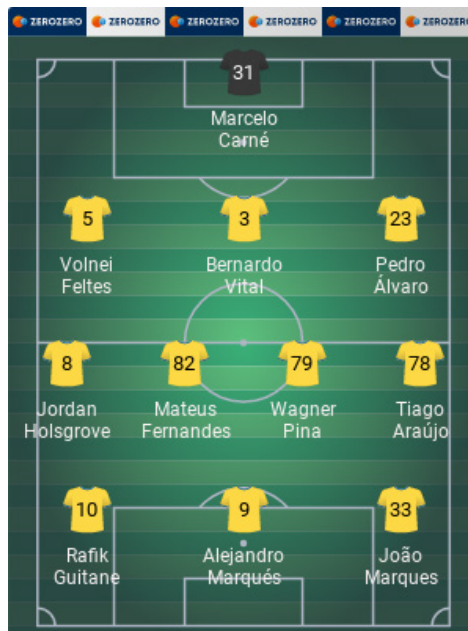 ZEROZERO ZEROZERO ZEROZERO ZEROZERO ZEROZERO ZEROZERO
31
Marcelo
Carné
5 3 23
Volnei Bernardo Pedro
Feltes Vital Álvaro
8 82 79 78
Jordan Mateus Wagner Tiago
Holsgrove Fernandes Pina Araújo
10 9 33
Rafik Alejandro João
Guitane Marqués Marques